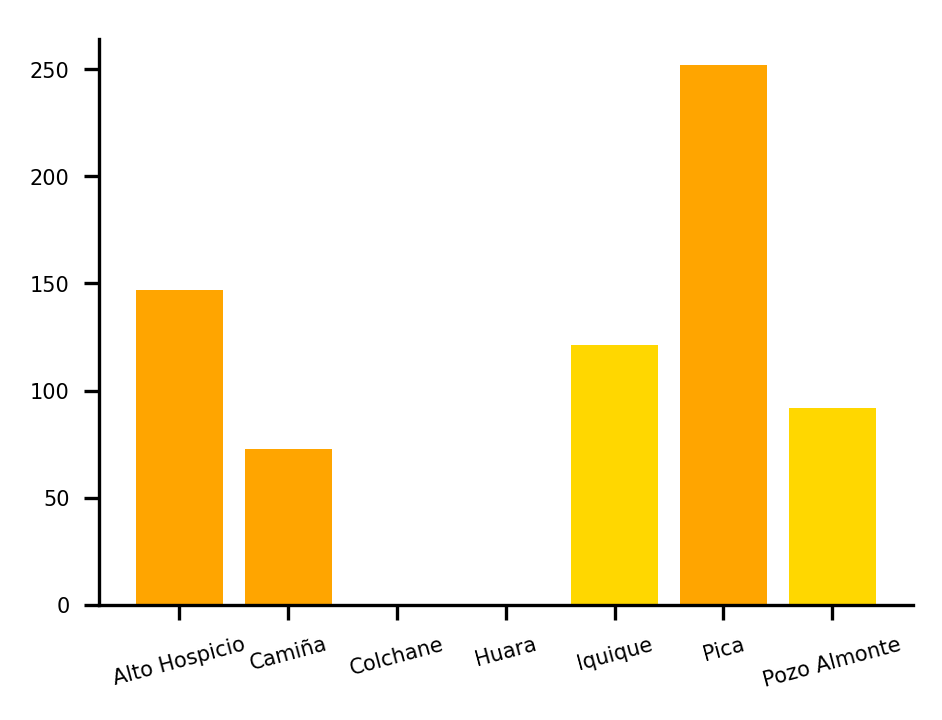 250
200
150
100
50
0
Alto Hospicio
Camiña
Colchane
Huara
Iquique
Pica
Pozo Almonte